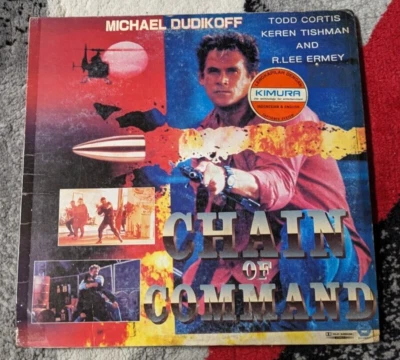 MICHAEL DUDIKOFF
TODD CORTIS
KEREN TISHMAN
AND
R.LEE ERMEY
KIMURA
CHAIN
OF
COMMAND